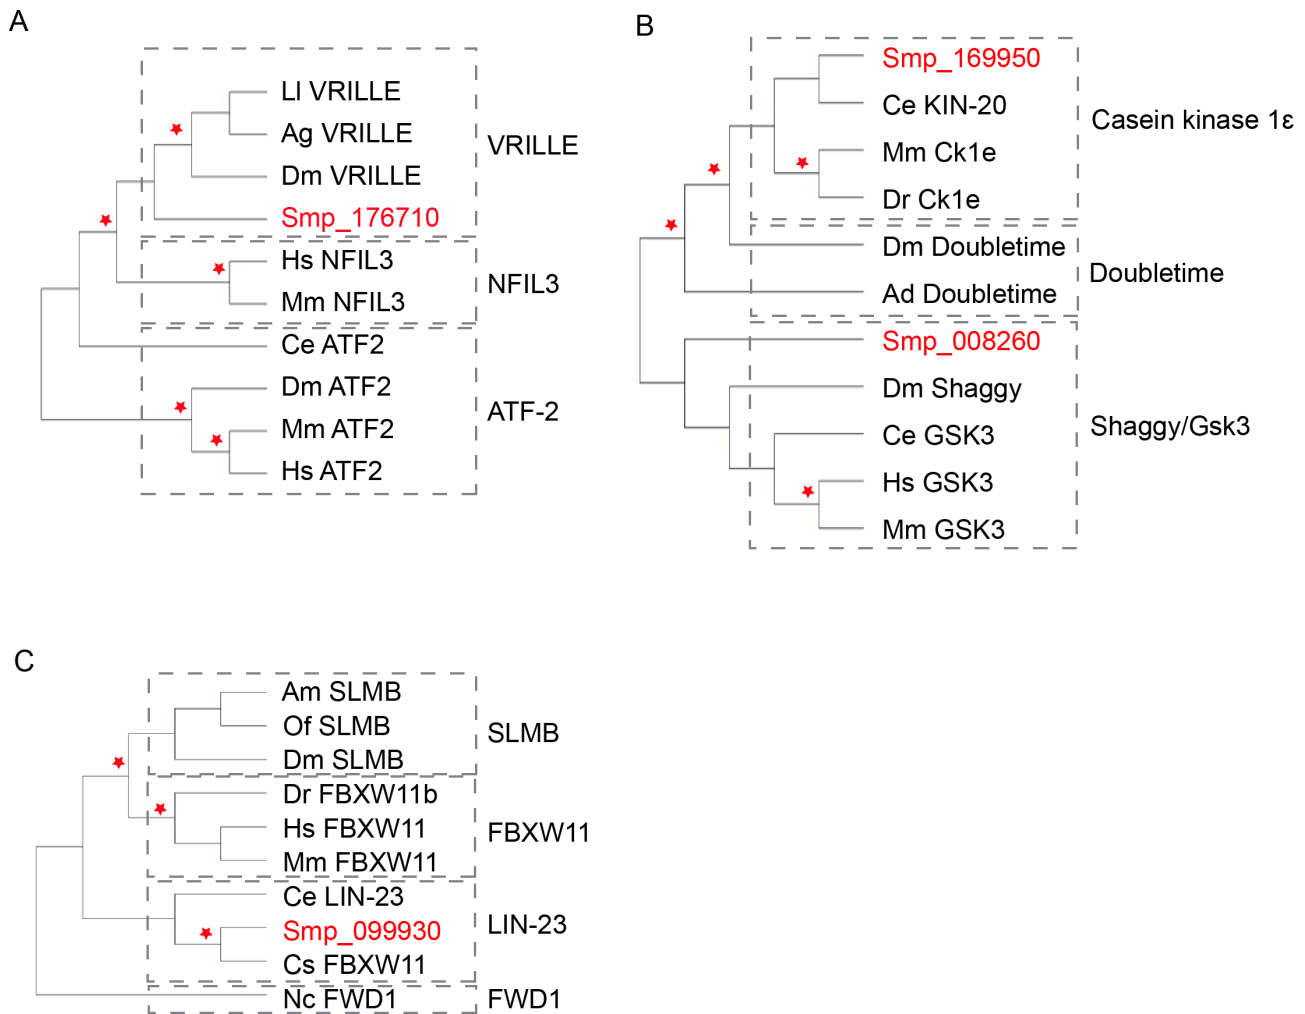 A
Ll VRILLE
Ag VRILLE
Dm VRILLE
Smp_176710
VRILLE
Hs NFIL3
Mm NFIL3
NFIL3
Ce ATF2
Dm ATF2
Mm ATF2
Hs ATF2
ATF-2
B
Smp_169950
Ce KIN-20
Mm Ck1e
Dr Ck1e
Casein kinase 1ε
Dm Doubletime
Ad Doubletime
Doubletime
Smp_008260
Dm Shaggy
Ce GSK3
Hs GSK3
Mm GSK3
Shaggy/Gsk3
C
Am SLMB
Of SLMB
Dm SLMB
SLMB
Dr FBXW11b
Hs FBXW11
Mm FBXW11
FBXW11
Ce LIN-23
Smp_099930
Cs FBXW11
LIN-23
Nc FWD1
FWD1